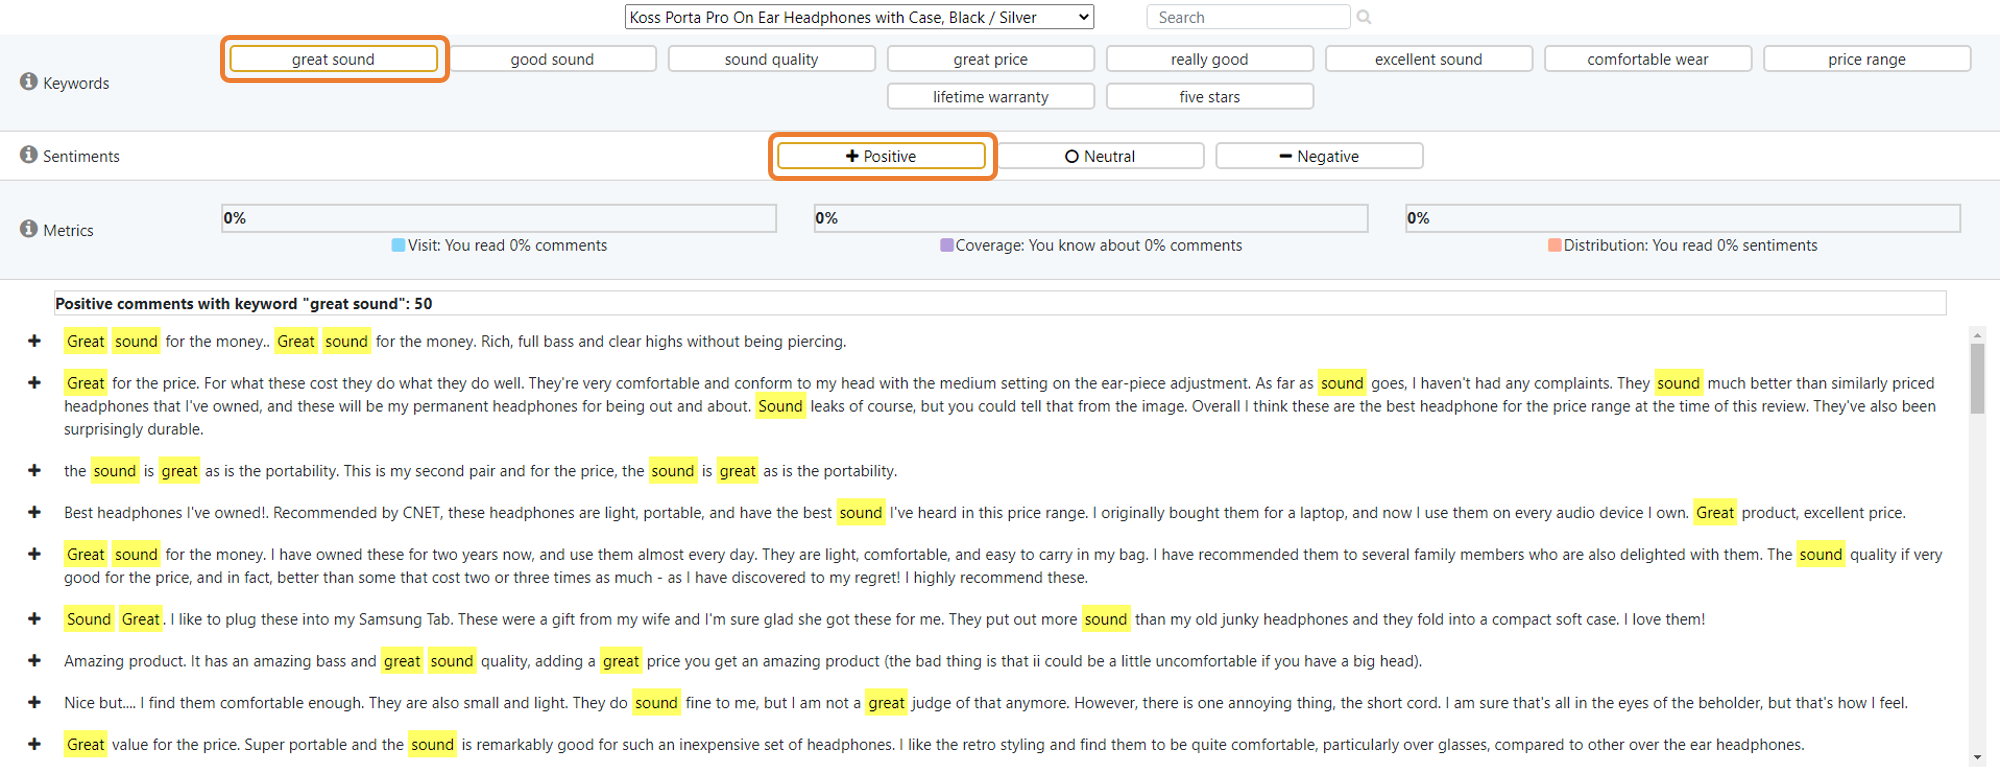 Koss Porta Pro On Ear Headphones with Case, Black / Silver
Search
Keywords
great sound
good sound
sound quality
great price
really good
excellent sound
comfortable wear
price range
lifetime warranty
five stars
Sentiments
Positive
Neutral
Negative
Metrics
0%
0%
0%
Visit: You read 0% comments
Coverage: You know about 0% comments
Distribution: You read 0% sentiments
Positive comments with keyword "great sound": 50
Great sound for the money.. Great sound for the money. Rich, full bass and clear highs without being piercing.
Great for the price. For what these cost they do what they do well. They're very comfortable and conform to my head with the medium setting on the ear-piece adjustment. As far as sound goes, I haven't had any complaints. They sound much better than similarly priced
headphones that I've owned, and these will be my permanent headphones for being out and about. Sound leaks of course, but you could tell that from the image. Overall I think these are the best headphone for the price range at the time of this review. They've also been
surprisingly durable.
the sound is great as is the portability. This is my second pair and for the price, the sound is great as is the portability.
Best headphones I've owned!. Recommended by CNET, these headphones are light, portable, and have the best sound I've heard in this price range. I originally bought them for a laptop, and now I use them on every audio device I own. Great product, excellent price.
Great sound for the money. I have owned these for two years now, and use them almost every day. They are light, comfortable, and easy to carry in my bag. I have recommended them to several family members who are also delighted with them. The sound quality if very
good for the price, and in fact, better than some that cost two or three times as much - as I have discovered to my regret! I highly recommend these.
Sound Great. I like to plug these into my Samsung Tab. These were a gift from my wife and I'm sure glad she got these for me. They put out more sound than my old junky headphones and they fold into a compact soft case. I love them!
Amazing product. It has an amazing bass and great sound quality, adding a great price you get an amazing product (the bad thing is that ii could be a little uncomfortable if you have a big head).
Nice but.... I find them comfortable enough. They are also small and light. They do sound fine to me, but I am not a great judge of that anymore. However, there is one annoying thing, the short cord. I am sure that's all in the eyes of the beholder, but that's how I feel.
Great value for the price. Super portable and the sound is remarkably good for such an inexpensive set of headphones. I like the retro styling and find them to be quite comfortable, particularly over glasses, compared to other over the ear headphones.